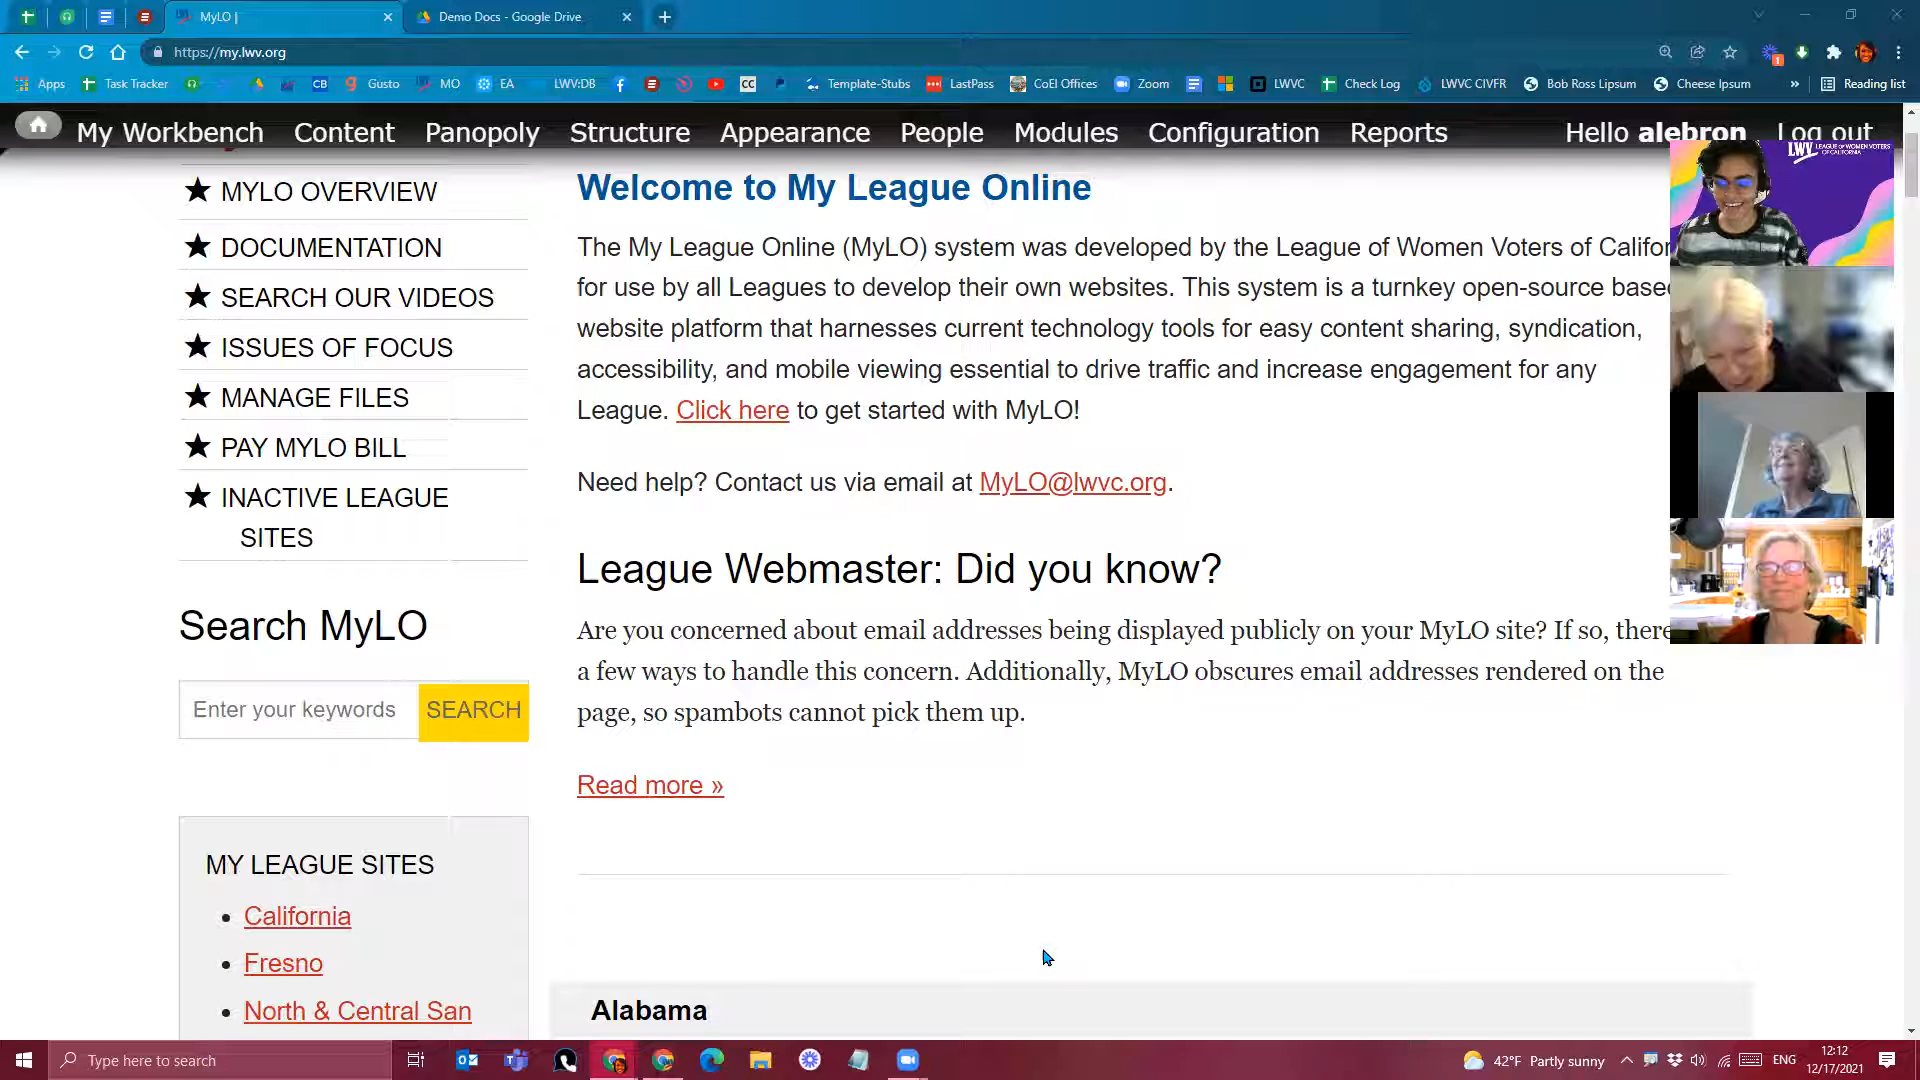 MyLO |
Demo Docs - Google Drive
https://my.lwv.org
Apps
Task Tracker
CB
Gusto
MO
EA
LWV:DB
CC
Template-Stubs
LastPass
CoEl Offices
Zoom
LWVC
Check Log
LWVC CIVFR
Bob Ross Lipsum
Cheese Ipsum
»
Reading list
My Workbench
Content
Panopoly
Structure
Appearance
People
Modules
Configuration
Reports
Hello alebron
Log out
LWV LEAGUE OF WOMEN VOTERS
OF CALIFORNIA
★ MYLO OVERVIEW
★ DOCUMENTATION
★ SEARCH OUR VIDEOS
★ ISSUES OF FOCUS
★ MANAGE FILES
★ PAY MYLO BILL
★ INACTIVE LEAGUE
SITES
Search MyLO
Enter your keywords
SEARCH
MY LEAGUE SITES
• California
• Fresno
• North & Central San
Welcome to My League Online
The My League Online (MyLO) system was developed by the League of Women Voters of Califor
for use by all Leagues to develop their own websites. This system is a turnkey open-source base
website platform that harnesses current technology tools for easy content sharing, syndication,
accessibility, and mobile viewing essential to drive traffic and increase engagement for any
League. Click here to get started with MyLO!
Need help? Contact us via email at MyLO@lwvc.org.
League Webmaster: Did you know?
Are you concerned about email addresses being displayed publicly on your MyLO site? If so, there
a few ways to handle this concern. Additionally, MyLO obscures email addresses rendered on the
page, so spambots cannot pick them up.
Read more »
Alabama
Type here to search
42°F Partly sunny
ENG
12:12
12/17/2021